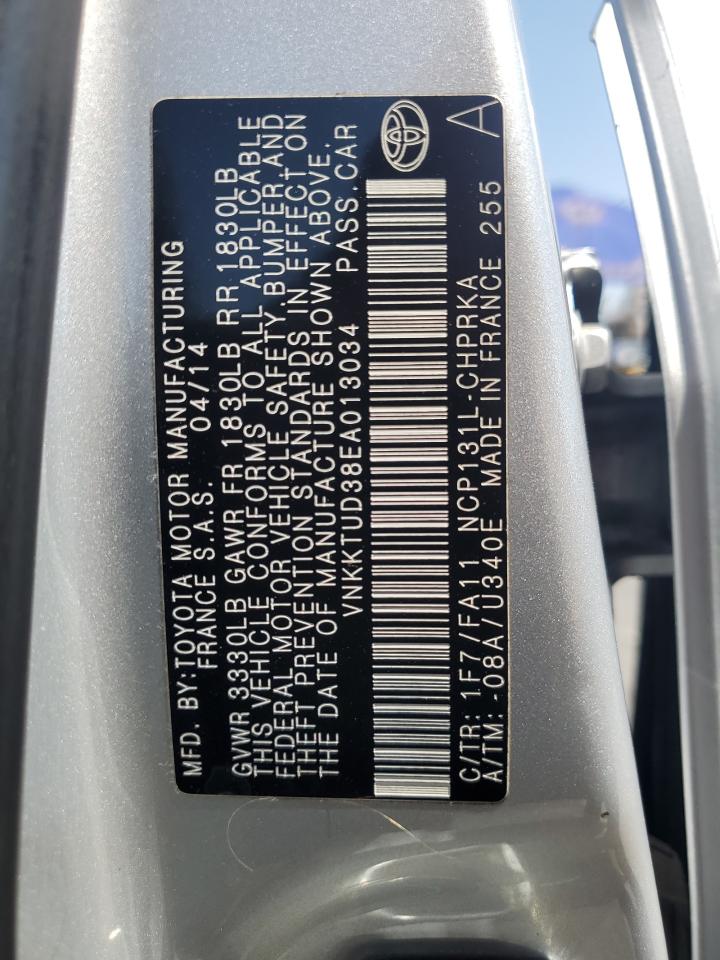 MFD. BY:TOYOTA MOTOR MANUFACTURING
FRANCE S.A.S. 04/14
GVWR 3330LB GAWR FR 1830LB RR 1830LB
THIS VEHICLE CONFORMS TO ALL APPLICABLE
FEDERAL MOTOR VEHICLE SAFETY,BUMPER,AND
THEFT PREVENTION STANDARDS IN EFFECT ON
THE DATE OF MANUFACTURE SHOWN ABOVE.
VNKKTUD38EA013034 PASS.CAR
C/TR: 1F7/FA11 NCP131L-CHPRKA
A/TM: -08A/U340E MADE IN FRANCE 255
A